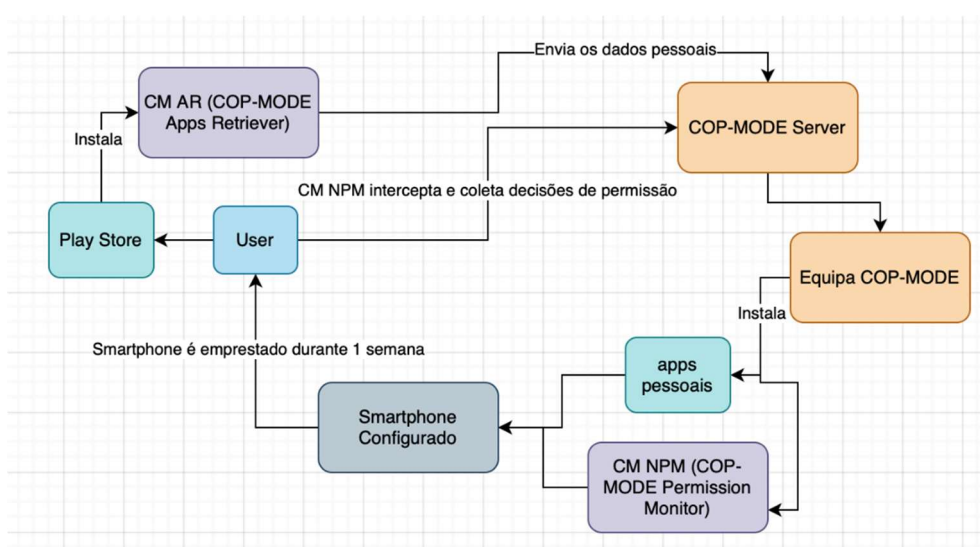 Envia os dados pessoais
CM AR (COP-MODE
Apps Retriever)
COP-MODE Server
Instala
CM NPM intercepta e coleta decisões de permissão
Play Store
User
Equipa COP-MODE
Instala
Smartphone é emprestado durante 1 semana
apps
pessoais
Smartphone
Configurado
CM NPM (COP-
MODE Permission
Monitor)